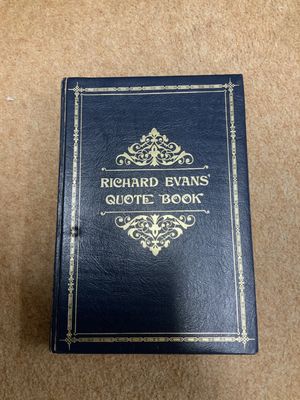 RICHARD EVANS'
QUOTE BOOK